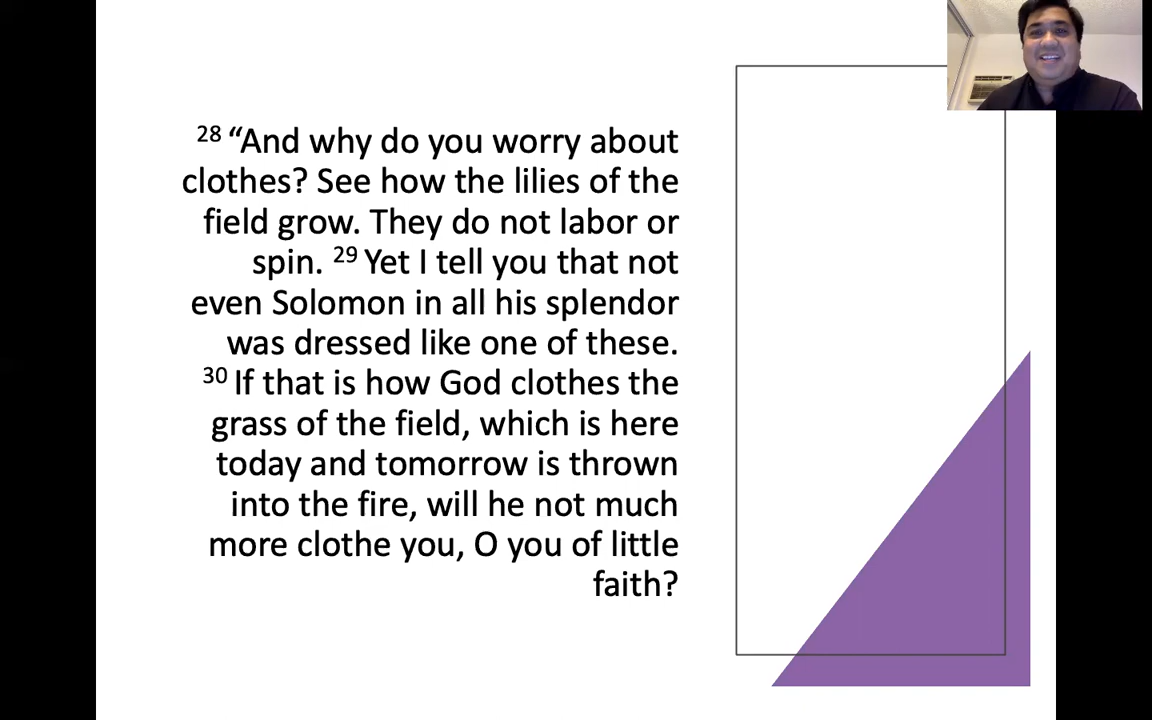 28 “And why do you worry about
clothes? See how the lilies of the
field grow. They do not labor or
spin. 29 Yet I tell you that not
even Solomon in all his splendor
was dressed like one of these.
30 If that is how God clothes the
grass of the field, which is here
today and tomorrow is thrown
into the fire, will he not much
more clothe you, O you of little
faith?